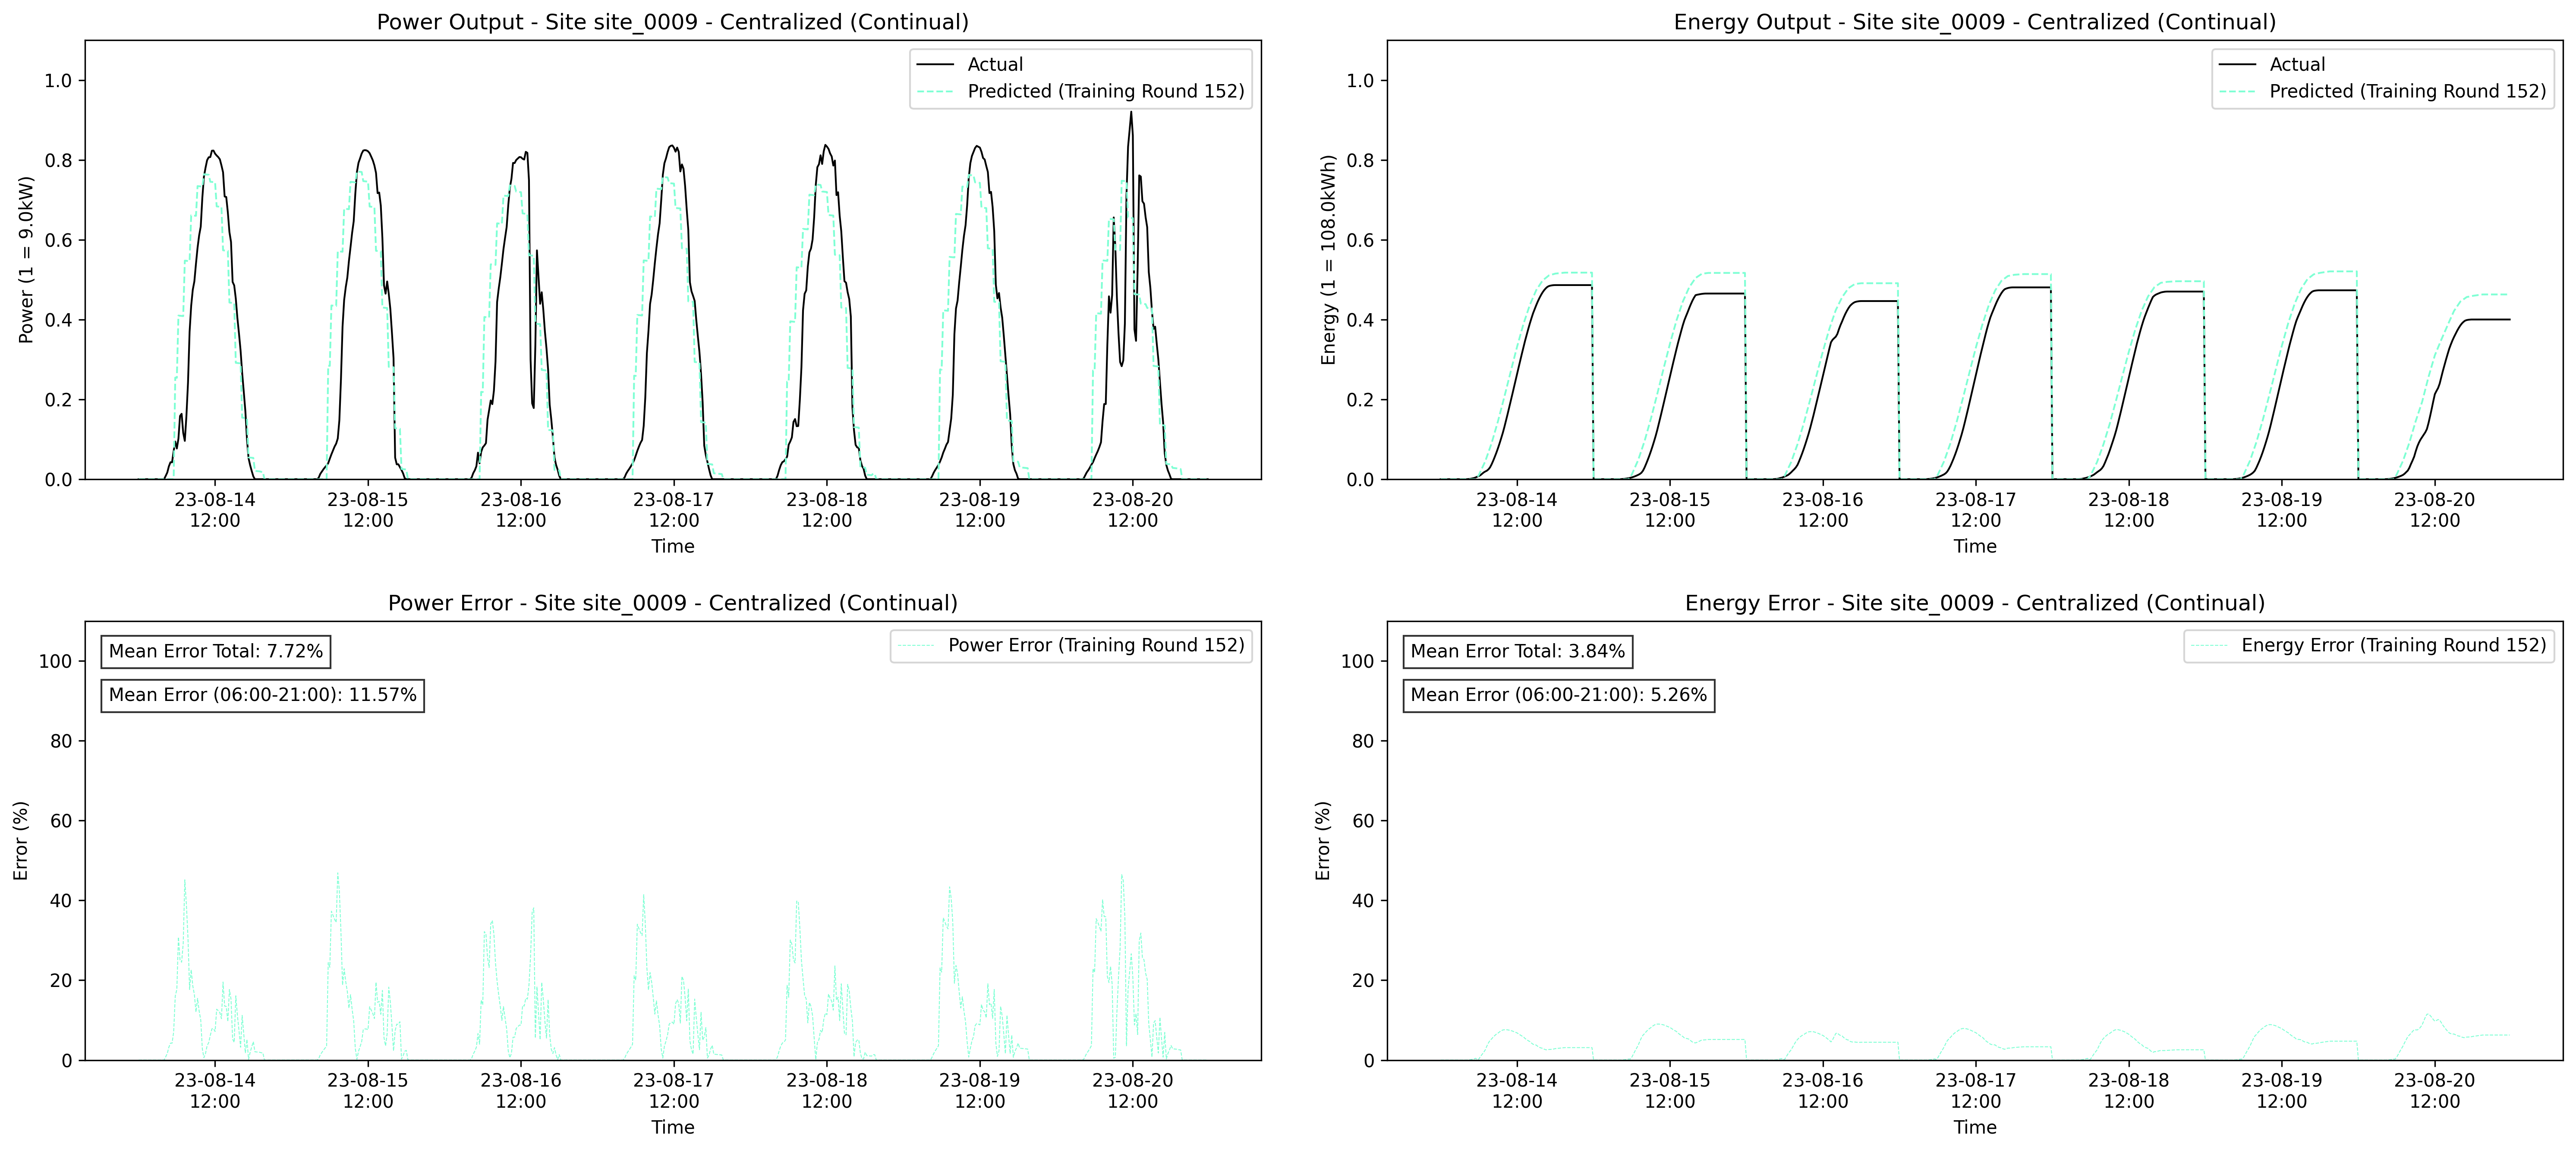 Power Output - Site site_0009 - Centralized (Continual)
Actual
Predicted (Training Round 152)
Power (1 = 9.0kW)
1.0
0.8
0.6
0.4
0.2
0.0
23-08-14 23-08-15 23-08-16 23-08-17 23-08-18 23-08-19 23-08-20
12:00 12:00 12:00 12:00 12:00 12:00 12:00
Time
Energy Output - Site site_0009 - Centralized (Continual)
Actual
Predicted (Training Round 152)
Energy (1 = 108.0kWh)
1.0
0.8
0.6
0.4
0.2
0.0
23-08-14 23-08-15 23-08-16 23-08-17 23-08-18 23-08-19 23-08-20
12:00 12:00 12:00 12:00 12:00 12:00 12:00
Time
Power Error - Site site_0009 - Centralized (Continual)
Mean Error Total: 7.72%
Mean Error (06:00-21:00): 11.57%
Power Error (Training Round 152)
Error (%)
100
80
60
40
20
0
23-08-14 23-08-15 23-08-16 23-08-17 23-08-18 23-08-19 23-08-20
12:00 12:00 12:00 12:00 12:00 12:00 12:00
Time
Energy Error - Site site_0009 - Centralized (Continual)
Mean Error Total: 3.84%
Mean Error (06:00-21:00): 5.26%
Energy Error (Training Round 152)
Error (%)
100
80
60
40
20
0
23-08-14 23-08-15 23-08-16 23-08-17 23-08-18 23-08-19 23-08-20
12:00 12:00 12:00 12:00 12:00 12:00 12:00
Time